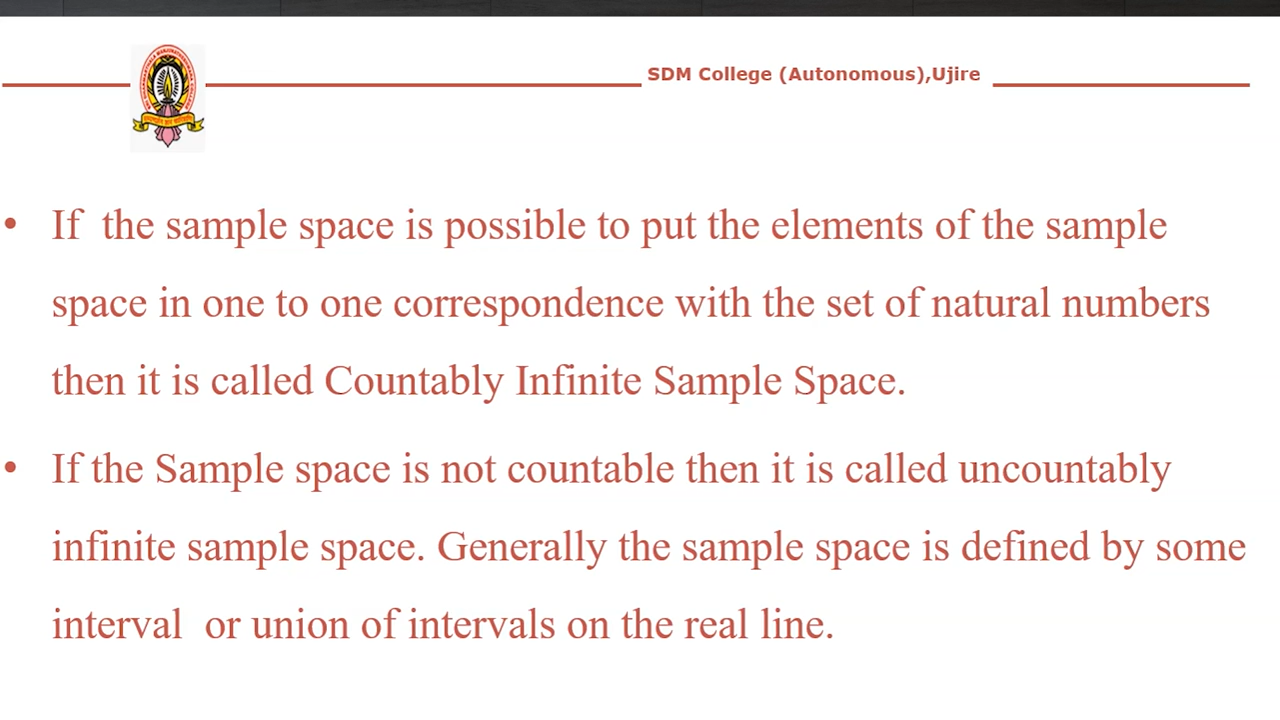 SDM College (Autonomous),Ujire
• If the sample space is possible to put the elements of the sample
space in one to one correspondence with the set of natural numbers
then it is called Countably Infinite Sample Space.
• If the Sample space is not countable then it is called uncountably
infinite sample space. Generally the sample space is defined by some
interval or union of intervals on the real line.